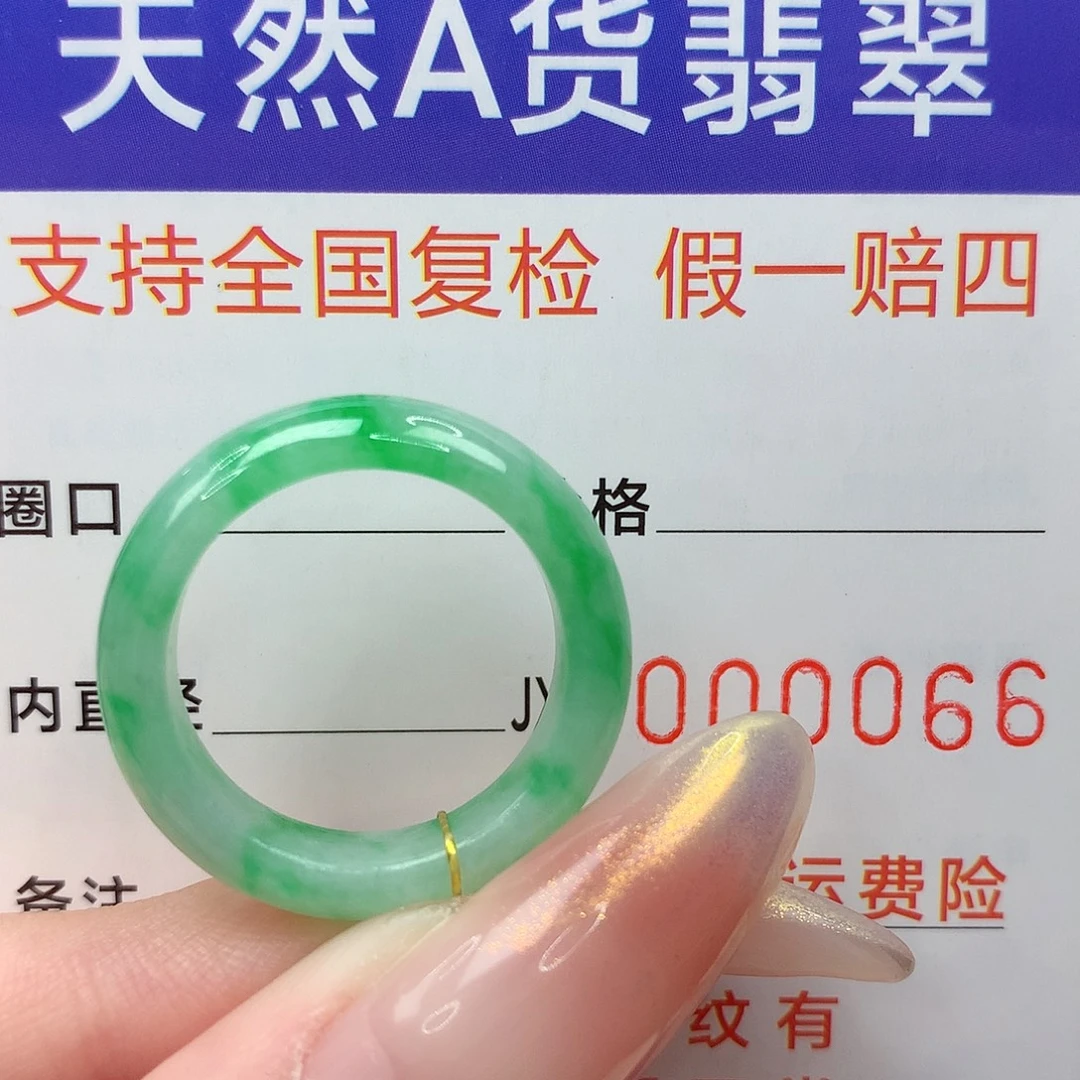 天然A货翡翠
支持全国复检 假一赔四
圈口 格
内直径 JY 000066
备注 运费险
纹有